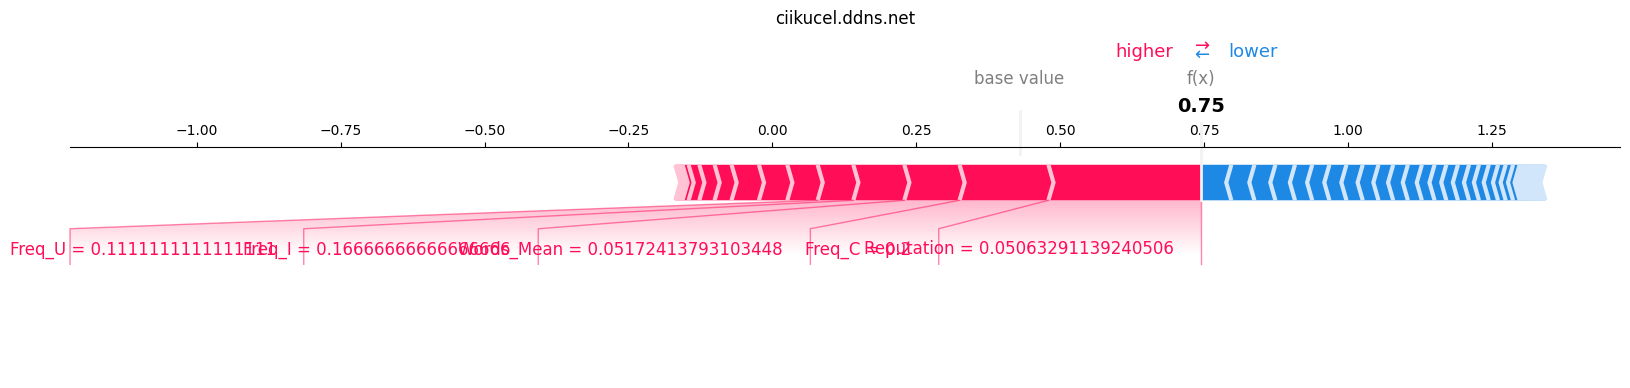 ciikucel.ddns.net
higher → ← lower
base value f(x)
0.75
−1.00 −0.75 −0.50 −0.25 0.00 0.25 0.50 0.75 1.00 1.25
Freq_U = 0.1111111111111111 Freq_I = 0.16666666666666666 Words_Mean = 0.05172413793103448 Freq_C = 0.2 Reputation = 0.05063291139240506